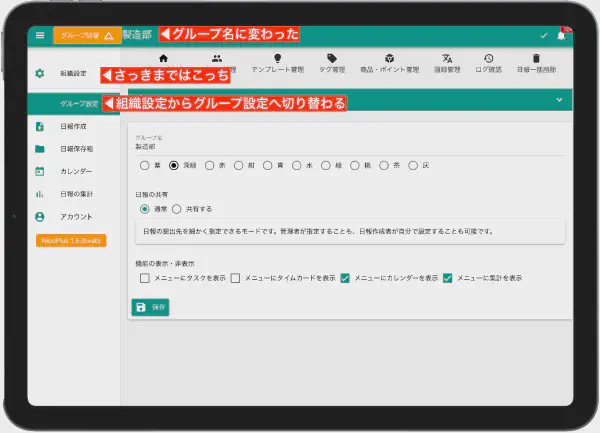 グループ切替 製造部 ◀グループ名に変わった
組織設定 ◀さっきまではこっち
管理 テンプレート管理 タグ管理 商品・ポイント管理 語録管理 ログ確認 日報一括削除
グループ設定 ◀組織設定からグループ設定へ切り替わる
日報作成
日報保存箱
カレンダー
日報の集計
アカウント
グループ名
製造部
紫 深緑 赤 紺 青 水 緑 桃 茶 灰
日報の共有
通常 共有する
日報の提出先を細かく指定できるモードです。管理者が指定することも、日報作成者が自分で設定することも可能です。
機能の表示・非表示
メニューにタスクを表示 メニューにタイムカードを表示 メニューにカレンダーを表示 メニューに集計を表示
保存